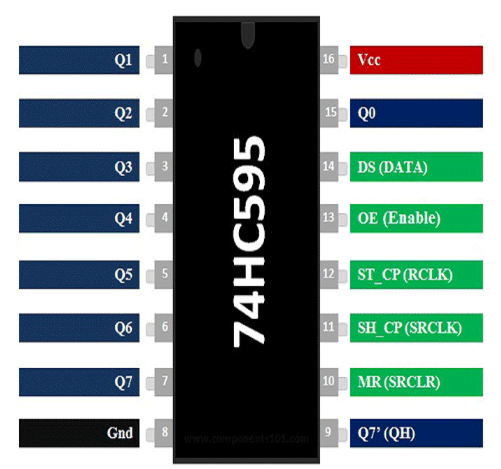 Q1 1 16 Vcc
Q2 2 15 Q0
Q3 3 14 DS (DATA)
Q4 4 13 OE (Enable)
Q5 5 12 ST_CP (RCLK)
Q6 6 11 SH_CP (SRCLK)
Q7 7 10 MR (SRCLR)
Gnd 8 9 Q7’ (QH)
74HC595
www.components101.com